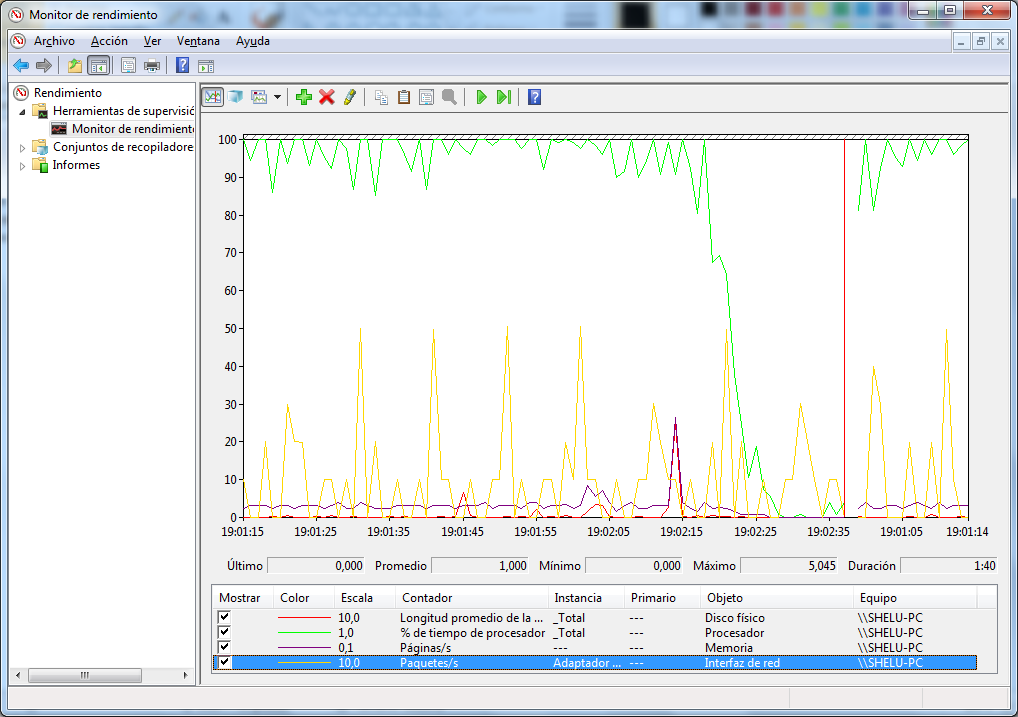 Monitor de rendimiento
Archivo Acción Ver Ventana Ayuda
Rendimiento
Herramientas de supervisió
Monitor de rendimient
Conjuntos de recopiladore
Informes
100
90
80
70
60
50
40
30
20
10
0
19:01:15 19:01:25 19:01:35 19:01:45 19:01:55 19:02:05 19:02:15 19:02:25 19:02:35 19:01:05 19:01:14
Último 0,000 Promedio 1,000 Mínimo 0,000 Máximo 5,045 Duración 1:40
Mostrar Color Escala Contador Instancia Primario Objeto Equipo
10,0 Longitud promedio de la ... _Total --- Disco físico \\SHELU-PC
1,0 % de tiempo de procesador _Total --- Procesador \\SHELU-PC
0,1 Páginas/s --- --- Memoria \\SHELU-PC
10,0 Paquetes/s Adaptador ... --- Interfaz de red \\SHELU-PC